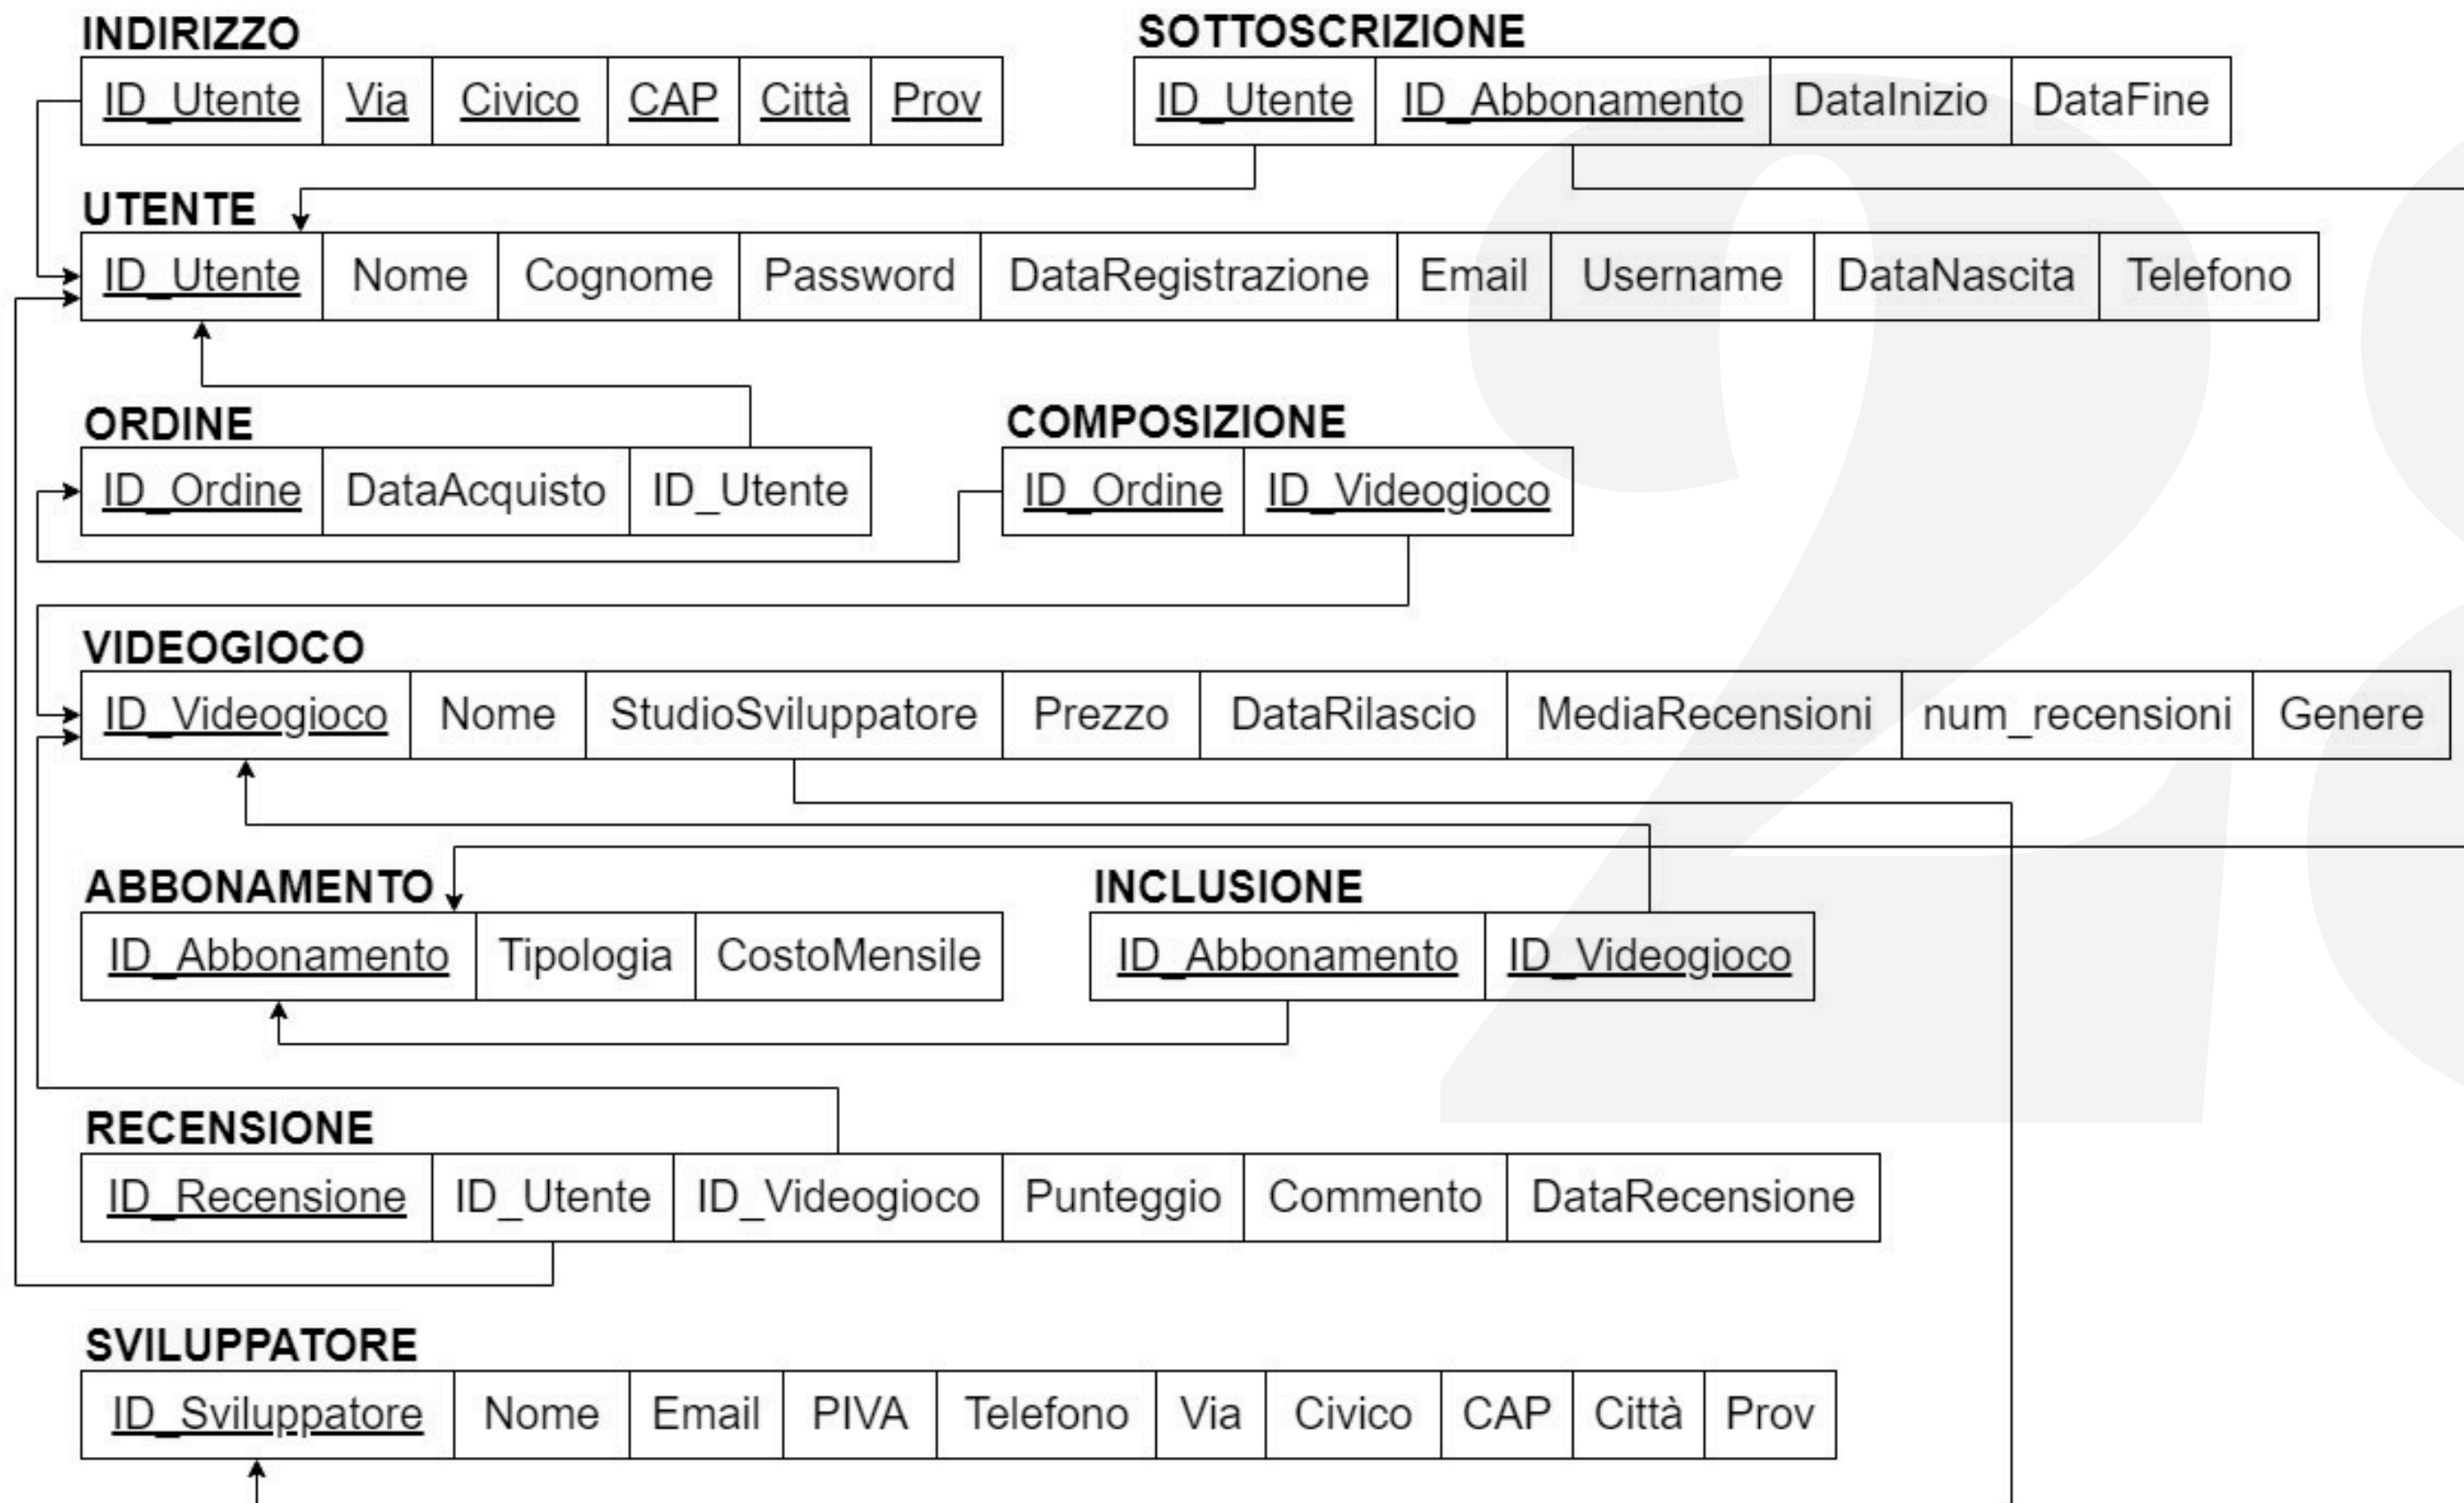 INDIRIZZO
ID_Utente Via Civico CAP Città Prov
SOTTOSCRIZIONE
ID_Utente ID_Abbonamento DataInizio DataFine
UTENTE
ID_Utente Nome Cognome Password DataRegistrazione Email Username DataNascita Telefono
ORDINE
ID_Ordine DataAcquisto ID_Utente
COMPOSIZIONE
ID_Ordine ID_Videogioco
VIDEOGIOCO
ID_Videogioco Nome StudioSviluppatore Prezzo DataRilascio MediaRecensioni num_recensioni Genere
ABBONAMENTO
ID_Abbonamento Tipologia CostoMensile
INCLUSIONE
ID_Abbonamento ID_Videogioco
RECENSIONE
ID_Recensione ID_Utente ID_Videogioco Punteggio Commento DataRecensione
SVILUPPATORE
ID_Sviluppatore Nome Email PIVA Telefono Via Civico CAP Città Prov